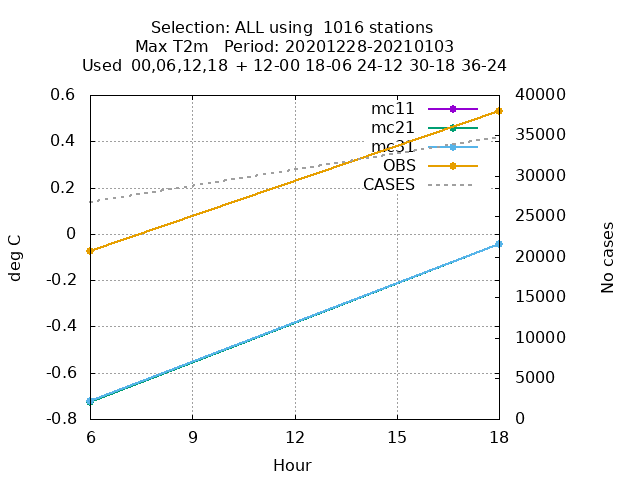 Selection: ALL using  1016 stations
Max T2m   Period: 20201228-20210103
Used  00,06,12,18 + 12-00 18-06 24-12 30-18 36-24
0.6
0.4
0.2
0
-0.2
-0.4
-0.6
-0.8
deg C
mc11
mc21
mc31
OBS
CASES
40000
35000
30000
25000
20000
15000
10000
5000
0
No cases
6
9
12
15
18
Hour